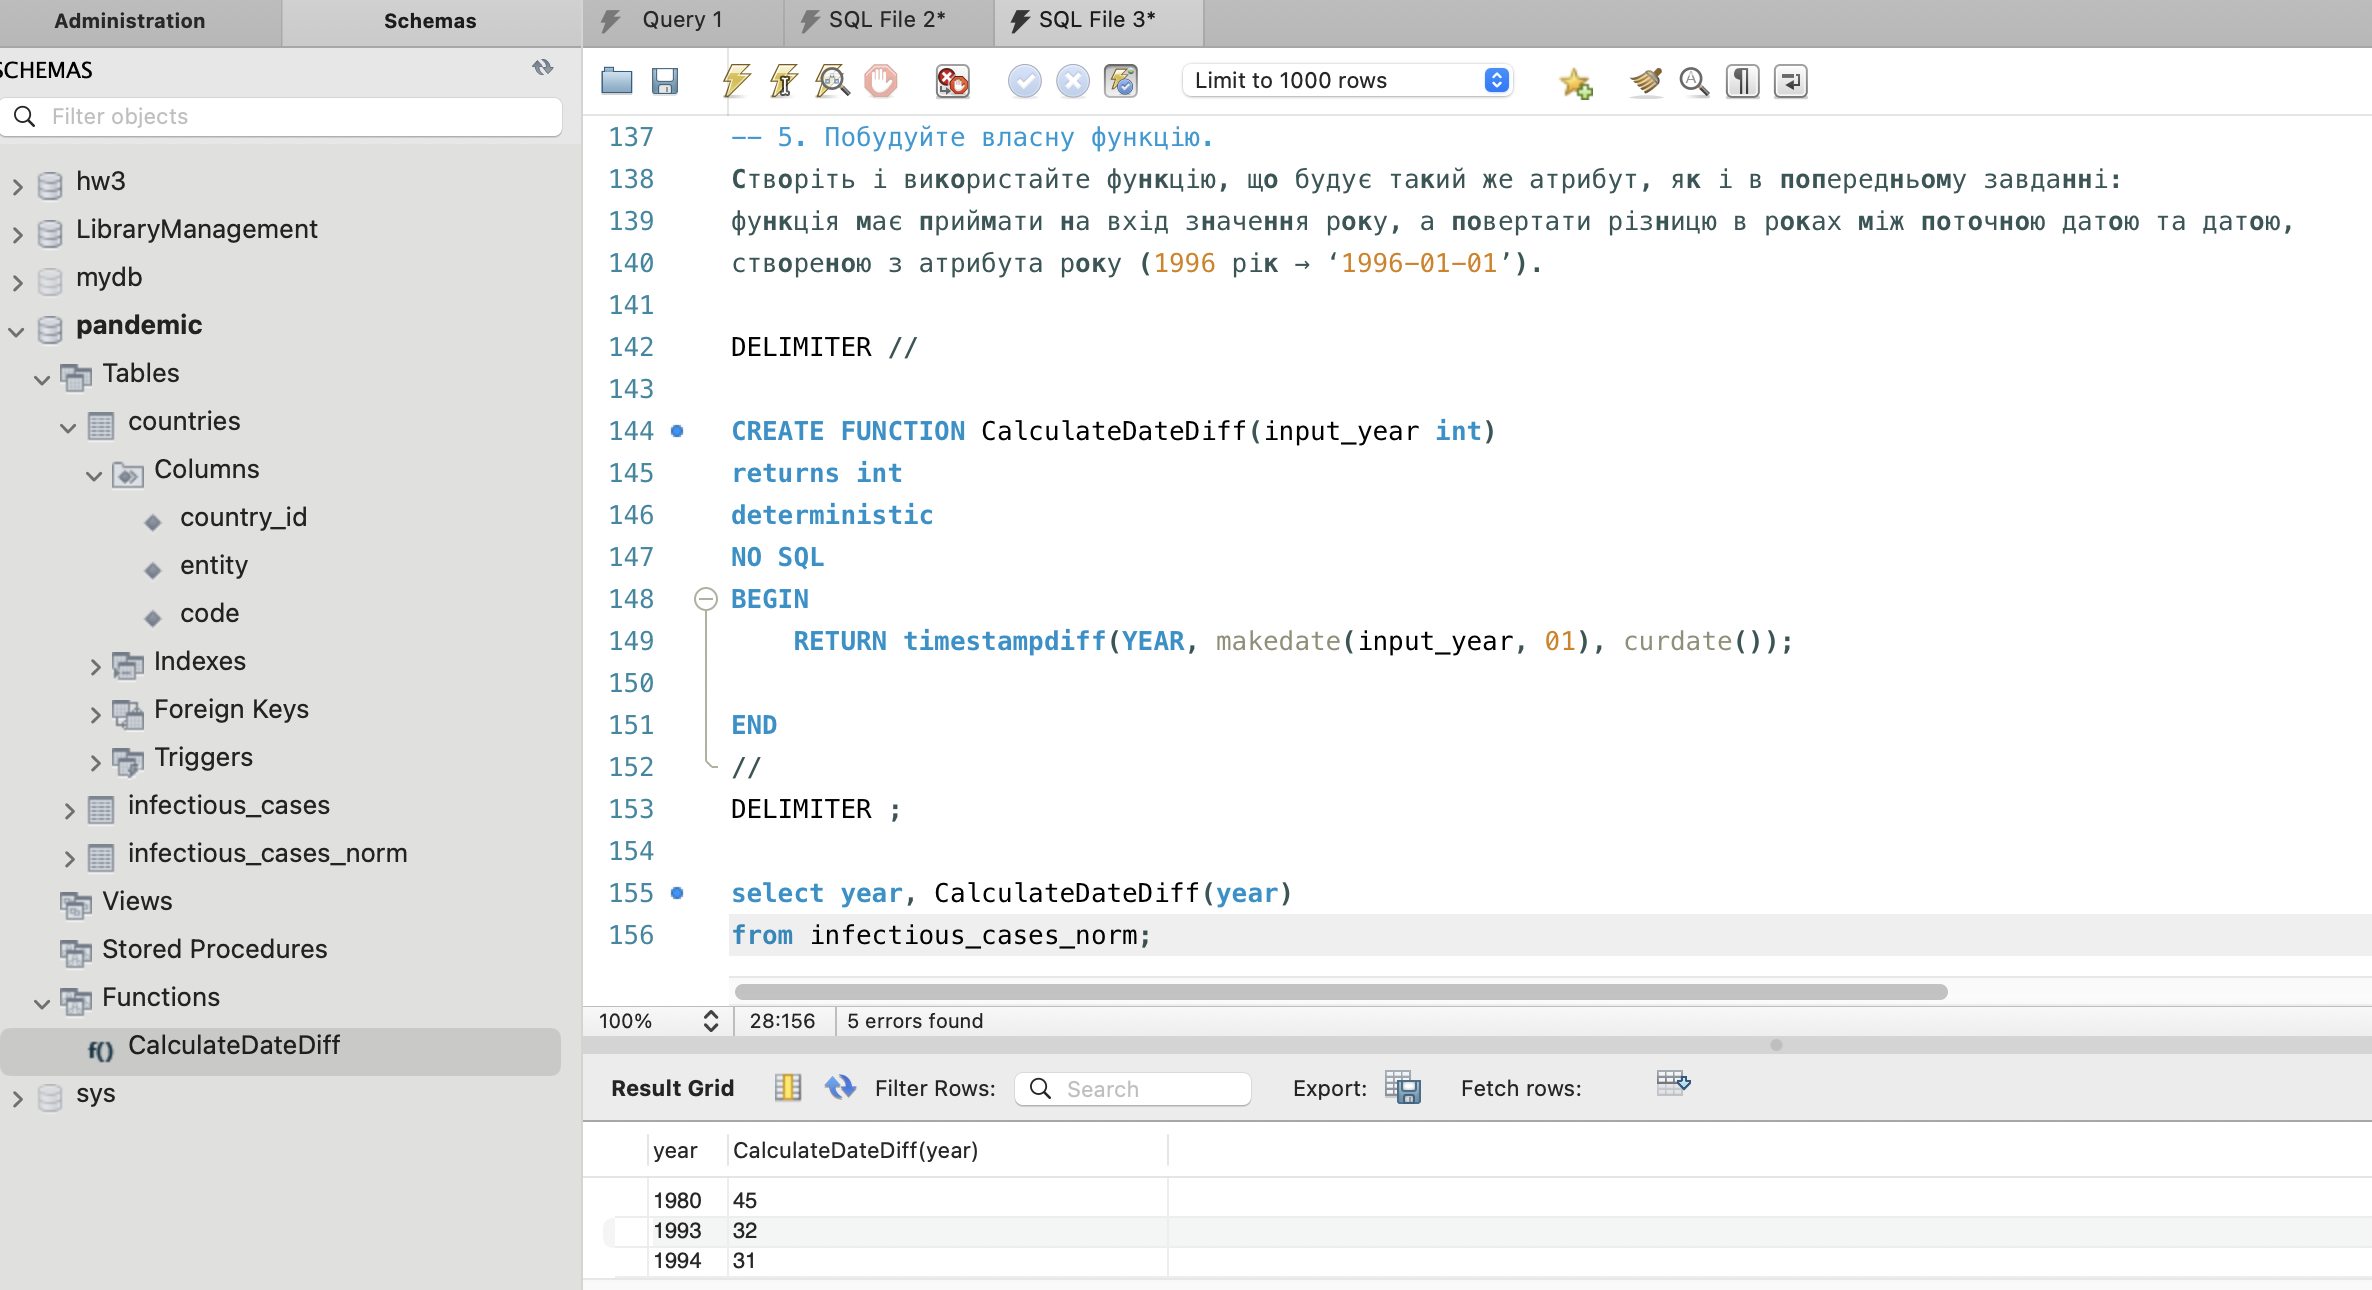 Administration
Schemas
SCHEMAS
Filter objects
hw3
LibraryManagement
mydb
pandemic
Tables
countries
Columns
country_id
entity
code
Indexes
Foreign Keys
Triggers
infectious_cases
infectious_cases_norm
Views
Stored Procedures
Functions
f() CalculateDateDiff
sys
Query 1
SQL File 2*
SQL File 3*
Limit to 1000 rows
137 -- 5. Побудуйте власну функцію.
138 Створіть і використайте функцію, що будує такий же атрибут, як і в попередньому завданні:
139 функція має приймати на вхід значення року, а повертати різницю в роках між поточною датою та датою,
140 створеною з атрибута року (1996 рік → ‘1996-01-01’).
141
142 DELIMITER //
143
144 CREATE FUNCTION CalculateDateDiff(input_year int)
145 returns int
146 deterministic
147 NO SQL
148 BEGIN
149 RETURN timestampdiff(YEAR, makedate(input_year, 01), curdate());
150
151 END
152 //
153 DELIMITER ;
154
155 select year, CalculateDateDiff(year)
156 from infectious_cases_norm;
100% 28:156 5 errors found
Result Grid Filter Rows: Search Export: Fetch rows:
year CalculateDateDiff(year)
1980 45
1993 32
1994 31